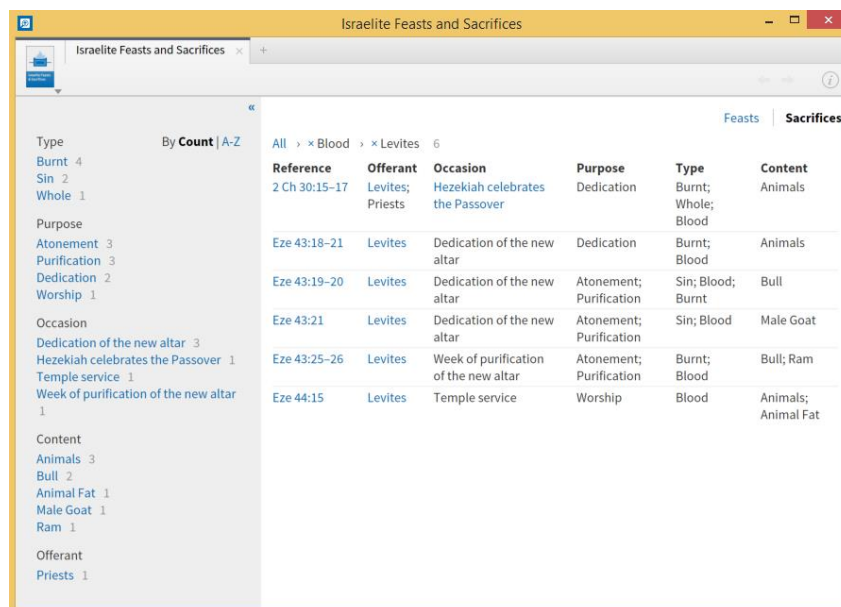 Israelite Feasts and Sacrifices
Israelite Feasts and Sacrifices
Feasts Sacrifices
Type By Count | A-Z
Burnt 4
Sin 2
Whole 1
Purpose
Atonement 3
Purification 3
Dedication 2
Worship 1
Occasion
Dedication of the new altar 3
Hezekiah celebrates the Passover 1
Temple service 1
Week of purification of the new altar
1
Content
Animals 3
Bull 2
Animal Fat 1
Male Goat 1
Ram 1
Offerant
Priests 1
All › × Blood › × Levites 6
Reference Offerant Occasion Purpose Type Content
2 Ch 30:15–17 Levites; Hezekiah celebrates Dedication Burnt; Animals
Priests the Passover Whole;
Blood
Eze 43:18–21 Levites Dedication of the new Dedication Burnt; Animals
altar Blood
Eze 43:19–20 Levites Dedication of the new Atonement; Sin; Blood; Bull
altar Purification Burnt
Eze 43:21 Levites Dedication of the new Atonement; Sin; Blood Male Goat
altar Purification
Eze 43:25–26 Levites Week of purification Atonement; Burnt; Bull; Ram
of the new altar Purification Blood
Eze 44:15 Levites Temple service Worship Blood Animals;
Animal Fat